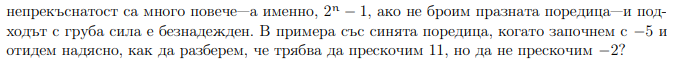 непрекъснатост са много повече—а именно, 2ⁿ − 1, ако не броим празната поредица—и под-
ходът с груба сила е безнадежден. В примера със синята поредица, когато започнем с −5 и
отидем надясно, как да разберем, че трябва да прескочим 11, но да не прескочим −2?